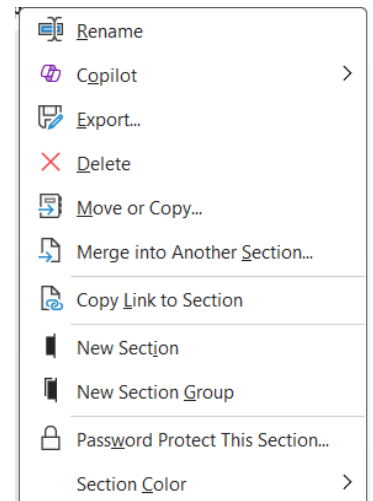 Rename
Copilot
Export...
Delete
Move or Copy...
Merge into Another Section...
Copy Link to Section
New Section
New Section Group
Password Protect This Section...
Section Color